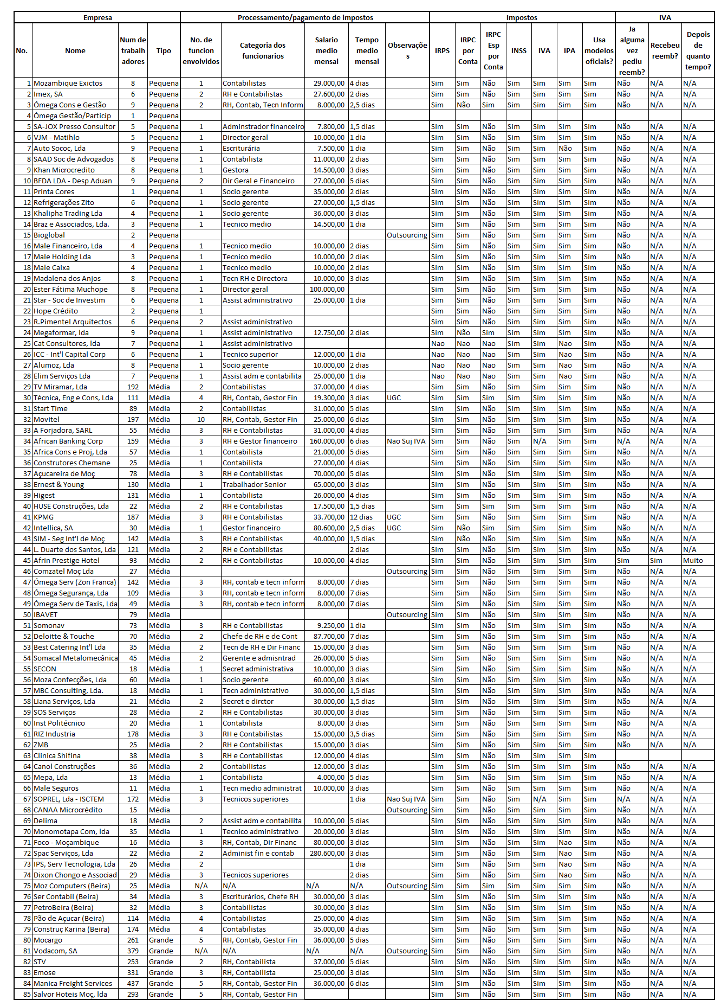 Empresa Processamento/pagamento de impostos Impostos IVA
No. Nome Num de trabalh adores Tipo No. de funcion envolvidos Categoria dos funcionarios Salario medio mensal Tempo medio mensal Observaçõe s IRPS IRPC por Conta IRPC Esp por Conta INSS IVA IPA Usa modelos oficiais? Ja alguma vez pediu reemb? Recebeu reemb? Depois de quanto tempo?
1 Mozambique Exictos 8 Pequena 1 Contabilistas 29.000,00 4 dias Sim Sim Não Sim Sim Sim Sim Não N/A N/A
2 Imex, SA 6 Pequena 2 RH e Contabilistas 27.600,00 2 dias Sim Sim Não Sim Sim Sim Sim Não N/A N/A
3 Ómega Cons e Gestão 9 Pequena 2 RH, Contab, Tecn Inform 8.000,00 2,5 dias Sim Não Sim Sim Sim Sim Sim Não N/A N/A
4 Ómega Gestão/Particip 1 Pequena
5 SA-JOX Presso Consultor 5 Pequena 1 Adminstrador financeiro 7.800,00 1,5 dias Sim Sim Não Sim Sim Sim Sim Não N/A N/A
6 VJM - Matihlo 5 Pequena 1 Director geral 10.000,00 1 dia Sim Sim Não Sim Sim Sim Sim Não N/A N/A
7 Auto Sococ, Lda 9 Pequena 1 Escriturária 7.500,00 1 dia Sim Sim Não Sim Sim Não Sim Não N/A N/A
8 SAAD Soc de Advogados 8 Pequena 1 Contabilista 11.000,00 2 dias Sim Sim Não Sim Sim Sim Sim Não N/A N/A
9 Khan Microcredito 8 Pequena 1 Gestora 14.500,00 3 dias Sim Sim Não Sim Sim Sim Sim Não N/A N/A
10 BFDA LDA - Desp Aduan 9 Pequena 2 Dir Geral e Financeiro 27.000,00 5 dias Sim Sim Não Sim Sim Sim Sim Não N/A N/A
11 Printa Cores 1 Pequena 1 Socio gerente 35.000,00 2 dias Sim Sim Não Sim Sim Sim Sim Não N/A N/A
12 Refrigerações Zito 6 Pequena 1 Socio gerente 27.000,00 1,5 dias Sim Sim Não Sim Sim Sim Sim Não N/A N/A
13 Khalipha Trading Lda 4 Pequena 1 Socio gerente 36.000,00 3 dias Sim Sim Não Sim Sim Sim Sim Não N/A N/A
14 Braz e Associados, Lda. 3 Pequena 1 Tecnico medio 14.500,00 1 dia Sim Sim Não Sim Sim Sim Sim Não N/A N/A
15 Bioglobal 2 Pequena Outsourcing Sim Sim Não Sim Sim Sim Sim Não N/A N/A
16 Male Financeiro, Lda 4 Pequena 1 Tecnico medio 10.000,00 2 dias Sim Sim Não Sim Sim Sim Sim Não N/A N/A
17 Male Holding Lda 3 Pequena 1 Tecnico medio 10.000,00 2 dias Sim Sim Não Sim Sim Sim Sim Não N/A N/A
18 Male Caixa 4 Pequena 1 Tecnico medio 10.000,00 2 dias Sim Sim Não Sim Sim Sim Sim Não N/A N/A
19 Madalena dos Anjos 8 Pequena 1 Tecn RH e Directora 10.000,00 3 dias Sim Sim Não Sim Sim Sim Sim Não N/A N/A
20 Ester Fátima Muchope 8 Pequena 1 Director geral 100.000,00 Sim Sim Não Sim Sim Sim Sim Não N/A N/A
21 Star - Soc de Investim 6 Pequena 1 Assist administrativo 25.000,00 1 dia Sim Sim Não Sim Sim Sim Sim Não N/A N/A
22 Hope Crédito 2 Pequena 1 Sim Sim Não Sim Sim Sim Sim Não N/A N/A
23 R.Pimentel Arquitectos 6 Pequena 2 Assist administrativo Sim Sim Não Sim Sim Sim Sim Não N/A N/A
24 Megaformar, lda 9 Pequena 1 Assist administrativo 12.750,00 2 dias Sim Não Sim Sim Sim Sim Sim Não N/A N/A
25 Cat Consultores, lda 7 Pequena 1 Assist administrativo Nao Nao Nao Sim Sim Nao Sim Não N/A N/A
26 ICC - Int'l Capital Corp 6 Pequena 1 Tecnico superior 12.000,00 1 dia Nao Nao Nao Sim Sim Nao Sim Não N/A N/A
27 Alumoz, Lda 8 Pequena 1 Socio gerente 10.000,00 2 dias Nao Nao Nao Sim Sim Nao Sim Não N/A N/A
28 Elim Serviços Lda 7 Pequena 1 Assist adm e contabilita 25.000,00 1 dia Nao Nao Nao Sim Sim Nao Sim Não N/A N/A
29 TV Miramar, Lda 192 Média 2 Contabilistas 37.000,00 4 dias Sim Sim Não Sim Sim Sim Sim Não N/A N/A
30 Técnica, Eng e Cons, Lda 111 Média 4 RH, Contab, Gestor Fin 19.300,00 3 dias UGC Sim Sim Sim Sim Sim Sim Sim Não N/A N/A
31 Start Time 89 Média 2 Contabilistas 31.000,00 5 dias Sim Sim Não Sim Sim Sim Sim Não N/A N/A
32 Movitel 197 Média 10 RH, Contab, Gestor Fin 25.000,00 6 dias Sim Sim Não Sim Sim Sim Sim Não N/A N/A
33 A Forjadora, SARL 55 Média 3 RH e Contabilistas 31.000,00 4 dias Sim Sim Não Sim Sim Sim Sim Não N/A N/A
34 African Banking Corp 159 Média 3 RH e Gestor financeiro 160.000,00 6 dias Nao Suj IVA Sim Sim Não Sim N/A Sim Sim N/A N/A N/A
35 Africa Cons e Proj, Lda 57 Média 1 Contabilista 21.000,00 5 dias Sim Sim Não Sim Sim Sim Sim Não N/A N/A
36 Construtores Chemane 25 Média 1 Contabilista 27.000,00 4 dias Sim Sim Não Sim Sim Sim Sim Não N/A N/A
37 Açucareira de Moç 78 Média 3 RH e Contabilistas 70.000,00 5 dias Sim Sim Não Sim Sim Sim Sim Não N/A N/A
38 Ernest & Young 130 Média 1 Trabalhador Senior 65.000,00 3 dias Sim Sim Não Sim Sim Sim Sim Não N/A N/A
39 Higest 131 Média 1 Contabilista 26.000,00 4 dias Sim Sim Não Sim Sim Sim Sim Não N/A N/A
40 HUSE Construções, Lda 22 Média 2 RH e Contabilistas 17.500,00 1,5 dias Sim Sim Sim Sim Sim Sim Sim Não N/A N/A
41 KPMG 187 Média 3 RH e Contabilistas 33.700,00 12 dias UGC Sim Sim Não Sim Sim Sim Sim Não N/A N/A
42 Intellica, SA 30 Média 1 Gestor financeiro 80.600,00 2,5 dias UGC Sim Não Sim Sim Sim Sim Sim Não N/A N/A
43 SIM - Seg Int'l de Moç 142 Média 3 RH e Contabilistas 40.000,00 1,5 dias Sim Não Não Sim Sim Sim Sim Não N/A N/A
44 L. Duarte dos Santos, Lda 121 Média 2 RH e Contabilistas 2 dias Sim Sim Não Sim Sim Sim Sim Não N/A N/A
45 Afrin Prestige Hotel 93 Média 2 RH e Contabilistas 10.000,00 4 dias Sim Sim Não Sim Sim Sim Sim Sim Sim Muito
46 Comzatel Moç Lda 27 Média Outsourcing Sim Sim Não Sim Sim Sim Sim Não N/A N/A
47 Ómega Serv (Zon Franca) 142 Média 3 RH, contab e tecn inform 8.000,00 7 dias Sim Sim Não Sim Sim Sim Sim Não N/A N/A
48 Ómega Segurança, Lda 109 Média 3 RH, contab e tecn inform 8.000,00 7 dias Sim Sim Não Sim Sim Sim Sim Não N/A N/A
49 Ómega Serv de Taxis, Lda 49 Média 3 RH, contab e tecn inform 8.000,00 7 dias Sim Sim Não Sim Sim Sim Sim Não N/A N/A
50 IBAVET 79 Média Outsourcing Sim Sim Não Sim Sim Sim Sim Não N/A N/A
51 Somonav 73 Média 3 RH e Contabilistas 9.250,00 1 dia Sim Sim Não Sim Sim Sim Sim Não N/A N/A
52 Deloitte & Touche 70 Média 2 Chefe de RH e de Cont 87.700,00 7 dias Sim Sim Não Sim Sim Sim Sim Não N/A N/A
53 Best Catering Int'l Lda 35 Média 2 Tecn de RH e Dir Financ 15.000,00 3 dias Sim Sim Não Sim Sim Sim Sim Não N/A N/A
54 Somacal Metalomecânica 45 Média 2 Gerente e admisntrad 26.000,00 5 dias Sim Sim Não Sim Sim Sim Sim Não N/A N/A
55 SECON 18 Média 1 Secret administrativa 10.000,00 3 dias Sim Sim Não Sim Sim Sim Sim Não N/A N/A
56 Moza Confecções, Lda 60 Média 1 Socio gerente 60.000,00 3 dias Sim Sim Não Sim Sim Sim Sim Não N/A N/A
57 MBC Consulting, Lda. 18 Média 1 Tecn administrativo 30.000,00 1,5 dias Sim Sim Não Sim Sim Sim Sim Não N/A N/A
58 Liana Serviços, Lda 21 Média 2 Secret e dirctor 30.000,00 1,5 dias Sim Sim Não Sim Sim Sim Sim Não N/A N/A
59 SOS Serviços 28 Média 2 RH e Contabilistas 30.000,00 3 dias Sim Sim Não Sim Sim Sim Sim Não N/A N/A
60 Inst Politécnico 20 Média 1 Contabilista 8.000,00 3 dias Sim Sim Não Sim Sim Sim Sim Não N/A N/A
61 RIZ Industria 178 Média 3 RH e Contabilistas 15.000,00 3,5 dias Sim Sim Não Sim Sim Sim Sim Não N/A N/A
62 ZMB 25 Média 2 RH e Contabilistas 15.000,00 3 dias Sim Sim Não Sim Sim Sim Sim Não N/A N/A
63 Clinica Shifina 38 Média 3 RH e Contabilistas 12.000,00 4 dias Sim Sim Não Sim Sim Sim Sim
64 Canol Construções 36 Média 2 Contabilistas 12.000,00 3 dias Sim Sim Não Sim Sim Sim Sim Não N/A N/A
65 Mepa, Lda 13 Média 1 Contabilista 4.000,00 5 dias Sim Sim Não Sim Sim Sim Sim Não N/A N/A
66 Male Seguros 11 Média 1 Tecn medio administrat 10.000,00 3 dias Sim Sim Não Sim Sim Sim Sim Não N/A N/A
67 SOPREL, Lda - ISCTEM 172 Média 3 Tecnicos superiores 1 dia Nao Suj IVA Sim Sim Não Sim N/A Sim Sim N/A N/A N/A
68 CANAA Microcrédito 15 Média Outsourcing Sim Sim Não Sim Sim Sim Sim Não N/A N/A
69 Delima 18 Média 2 Assist adm e contabilita 10.000,00 5 dias Sim Sim Não Sim Sim Sim Sim Não N/A N/A
70 Monomotapa Com, lda 35 Média 1 Tecnico administrativo 20.000,00 3 dias Sim Sim Não Sim Sim Sim Sim Não N/A N/A
71 Foco - Moçambique 16 Média 3 RH, Contab, Dir Financ 80.000,00 3 dias Sim Sim Não Sim Sim Nao Sim Não N/A N/A
72 Spac Serviços, Lda 22 Média 2 Administ fin e contab 280.600,00 3 dias Sim Sim Não Sim Sim Nao Sim Não N/A N/A
73 IPS, Serv Tecnologia, Lda 26 Média 2 1 dia Sim Sim Não Sim Sim Nao Sim Não N/A N/A
74 Dixon Chongo e Associad 29 Média 3 Tecnicos superiores 2 dias Sim Sim Não Sim Sim Nao Sim Não N/A N/A
75 Moz Computers (Beira) 25 Média N/A N/A N/A N/A Outsourcing Sim Sim Sim Sim Sim Sim Sim Não N/A N/A
76 Ser Contabil (Beira) 34 Média 3 Escriturários, Chefe RH 30.000,00 3 dias Sim Sim Não Sim Sim Sim Sim Não N/A N/A
77 PetroBeira (Beira) 32 Média 3 Contabilistas 30.000,00 3 dias Sim Sim Não Sim Sim Sim Sim Não N/A N/A
78 Pão de Açucar (Beira) 114 Média 4 Contabilistas 25.000,00 4 dias Sim Sim Não Sim Sim Sim Sim Não N/A N/A
79 Construç Karina (Beira) 174 Média 4 Contabilistas 35.000,00 4 dias Sim Sim Não Sim Sim Sim Sim Não N/A N/A
80 Mocargo 261 Grande 5 RH, Contab, Gestor Fin 36.000,00 5 dias Sim Sim Não Sim Sim Sim Sim Não N/A N/A
81 Vodacom, SA 379 Grande N/A N/A N/A N/A Outsourcing Sim Sim Não Sim Sim Sim Sim Não N/A N/A
82 STV 253 Grande 2 RH, Contabilista 37.000,00 5 dias Sim Sim Não Sim Sim Sim Sim Não N/A N/A
83 Emose 331 Grande 3 RH, Contabilista 25.000,00 3 dias Sim Sim Não Sim Sim Sim Sim Não N/A N/A
84 Manica Freight Services 437 Grande 5 RH, Contab, Gestor Fin 36.000,00 6 dias Sim Sim Não Sim Sim Sim Sim Não N/A N/A
85 Salvor Hoteis Moç, lda 293 Grande 5 RH, Contab, Gestor Fin Sim Sim Não Sim Sim Sim Sim Não N/A N/A